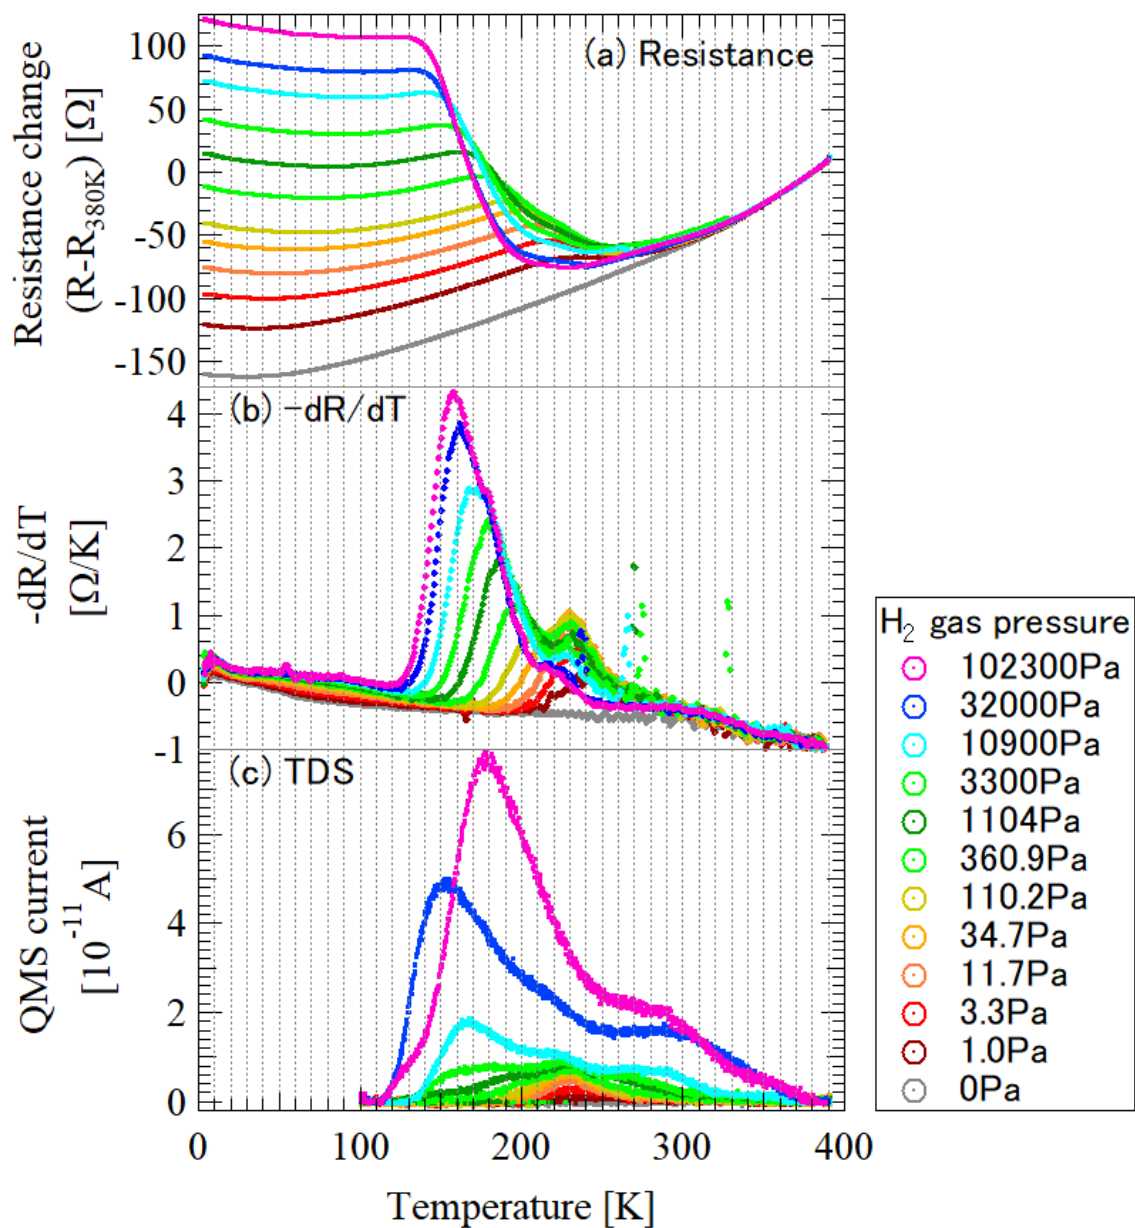 (a) Resistance
Resistance change
(R-R380K) [Ω]
100
50
0
-50
-100
-150
(b) -dR/dT
-dR/dT
[Ω/K]
4
3
2
1
0
-1
(c) TDS
QMS current
[10-11 A]
6
4
2
0
0
100
200
300
400
Temperature [K]
H2 gas pressure
102300Pa
32000Pa
10900Pa
3300Pa
1104Pa
360.9Pa
110.2Pa
34.7Pa
11.7Pa
3.3Pa
1.0Pa
0Pa